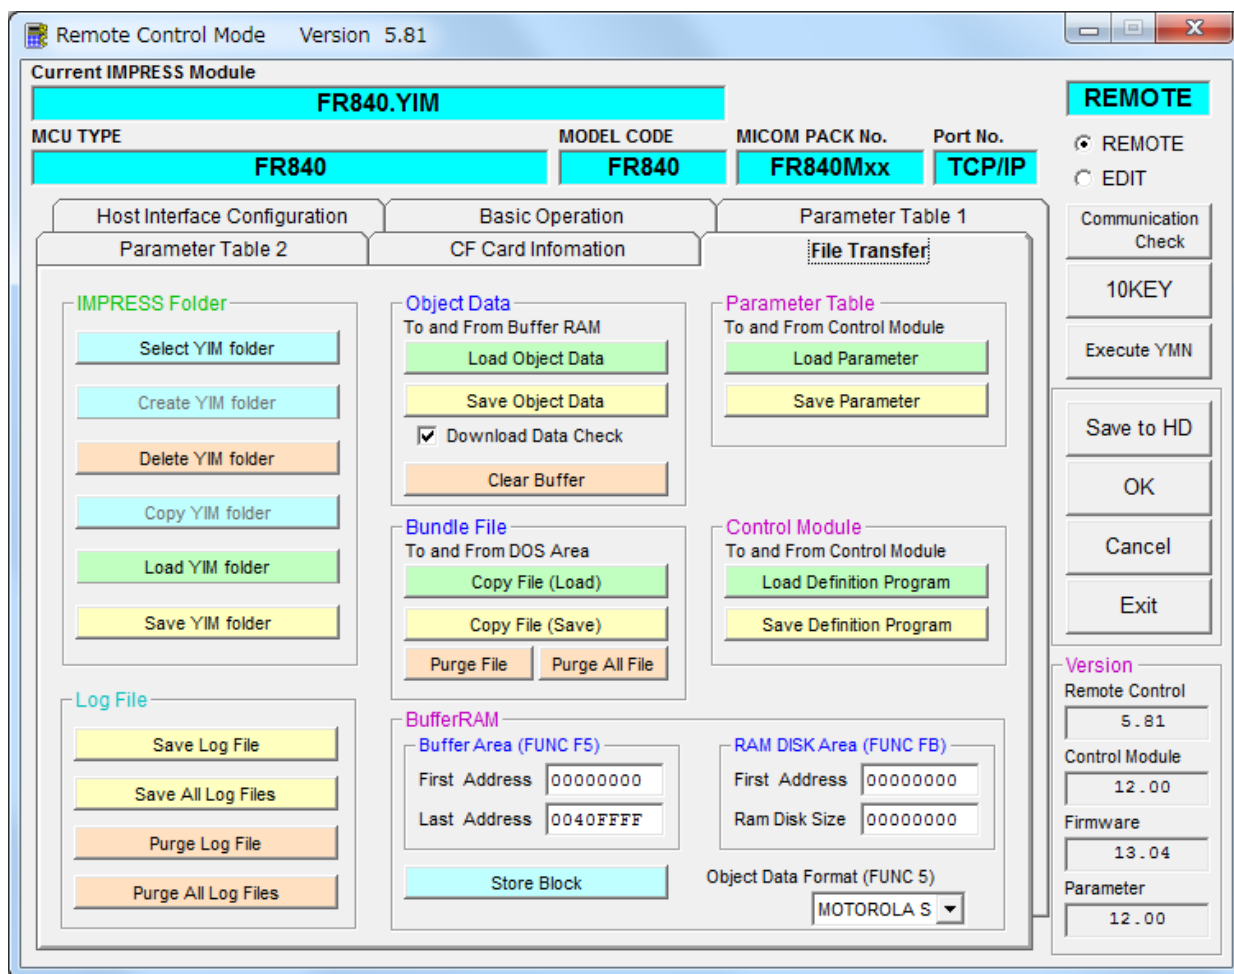 Remote Control Mode Version 5.81
X
Current IMPRESS Module
FR840.YIM
REMOTE
MCU TYPE
MODEL CODE
MICOM PACK No.
Port No.
FR840
FR840
FR840Mxx
TCP/IP
REMOTE
EDIT
Host Interface Configuration
Basic Operation
Parameter Table 1
Parameter Table 2
CF Card Infomation
File Transfer
Communication
Check
10KEY
Execute YMN
Save to HD
OK
Cancel
Exit
IMPRESS Folder
Select YIM folder
Create YIM folder
Delete YIM folder
Copy YIM folder
Load YIM folder
Save YIM folder
Log File
Save Log File
Save All Log Files
Purge Log File
Purge All Log Files
Object Data
To and From Buffer RAM
Load Object Data
Save Object Data
Download Data Check
Clear Buffer
Bundle File
To and From DOS Area
Copy File (Load)
Copy File (Save)
Purge File
Purge All File
Parameter Table
To and From Control Module
Load Parameter
Save Parameter
Control Module
To and From Control Module
Load Definition Program
Save Definition Program
BufferRAM
Buffer Area (FUNC F5)
First Address 00000000
Last Address 0040FFFF
Store Block
RAM DISK Area (FUNC FB)
First Address 00000000
Ram Disk Size 00000000
Object Data Format (FUNC 5)
MOTOROLA S
Version
Remote Control
5.81
Control Module
12.00
Firmware
13.04
Parameter
12.00